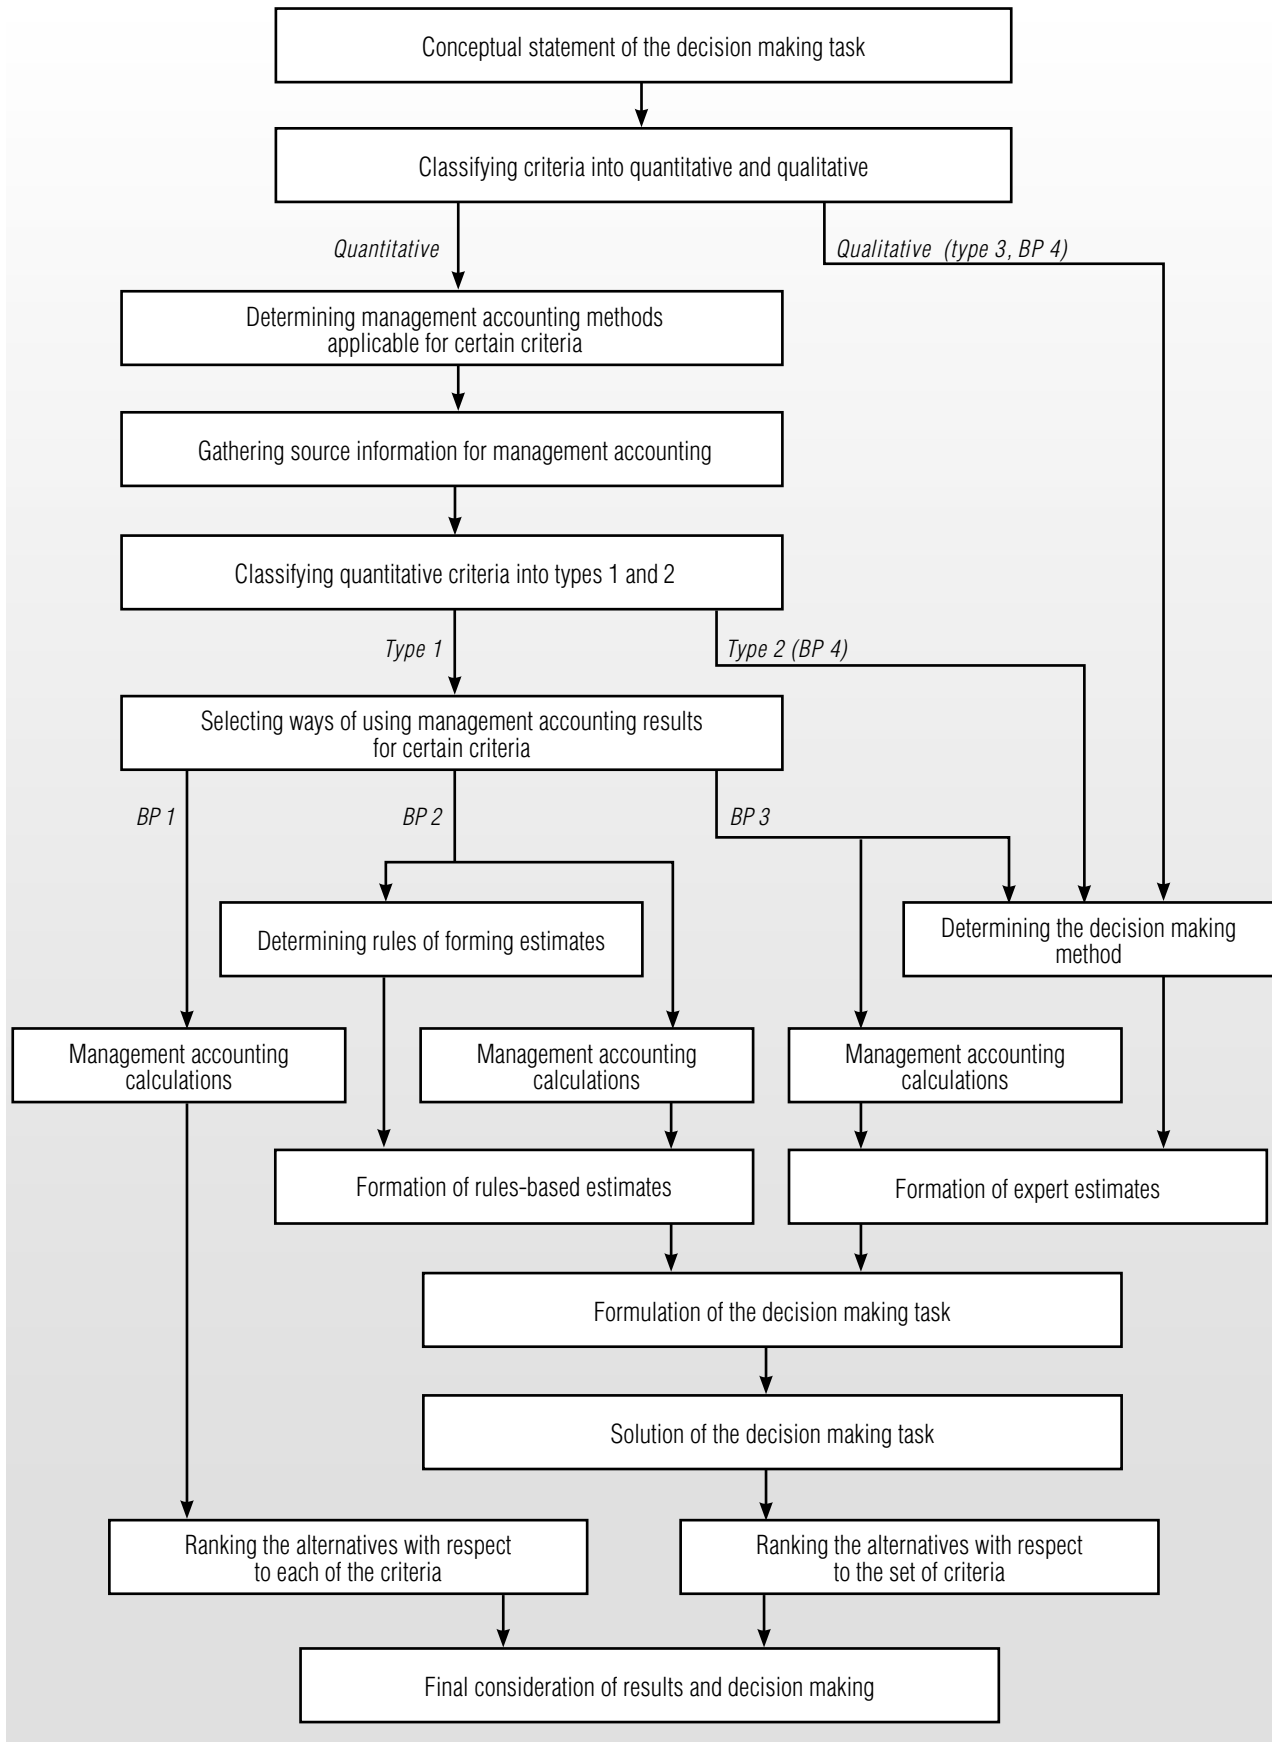 Conceptual statement of the decision making task
Classifying criteria into quantitative and qualitative
Quantitative
Qualitative (type 3, BP 4)
Determining management accounting methods
applicable for certain criteria
Gathering source information for management accounting
Classifying quantitative criteria into types 1 and 2
Type 1
Type 2 (BP 4)
Selecting ways of using management accounting results
for certain criteria
BP 1
BP 2
BP 3
Determining rules of forming estimates
Determining the decision making
method
Management accounting
calculations
Management accounting
calculations
Management accounting
calculations
Formation of rules-based estimates
Formation of expert estimates
Formulation of the decision making task
Solution of the decision making task
Ranking the alternatives with respect
to each of the criteria
Ranking the alternatives with respect
to the set of criteria
Final consideration of results and decision making